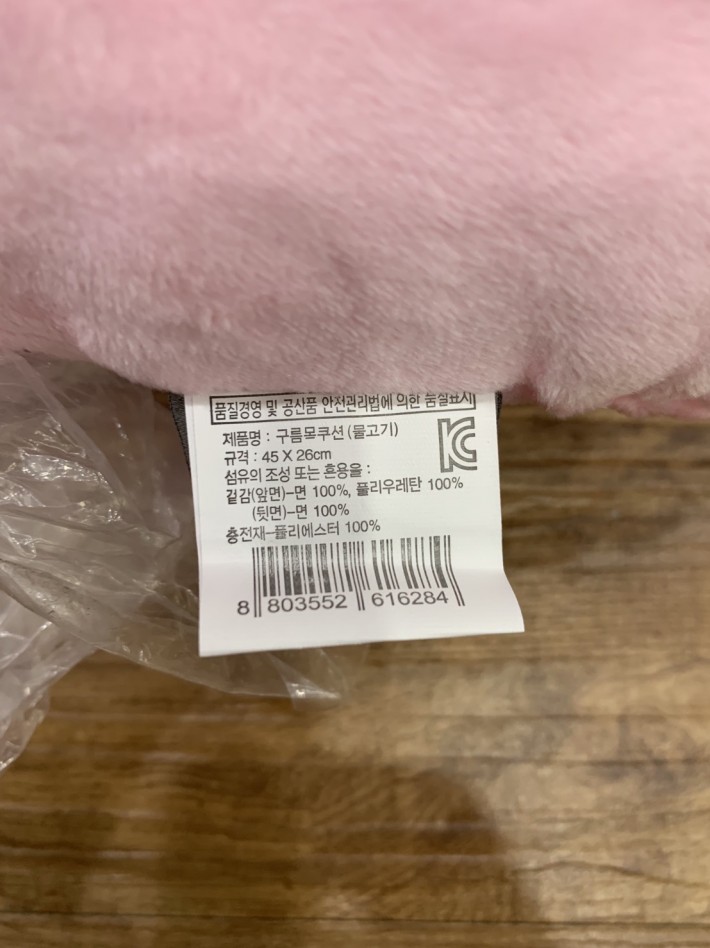 품질경영 및 공산품 안전관리법에 의한 품질표시
제품명 : 구름목쿠션 (물고기)
규격 : 45 X 26cm
섬유의 조성 또는 혼용율 :
겉감(앞면)-면 100%, 폴리우레탄 100%
(뒷면)-면 100%
충전재-폴리에스터 100%
8 803552 616284